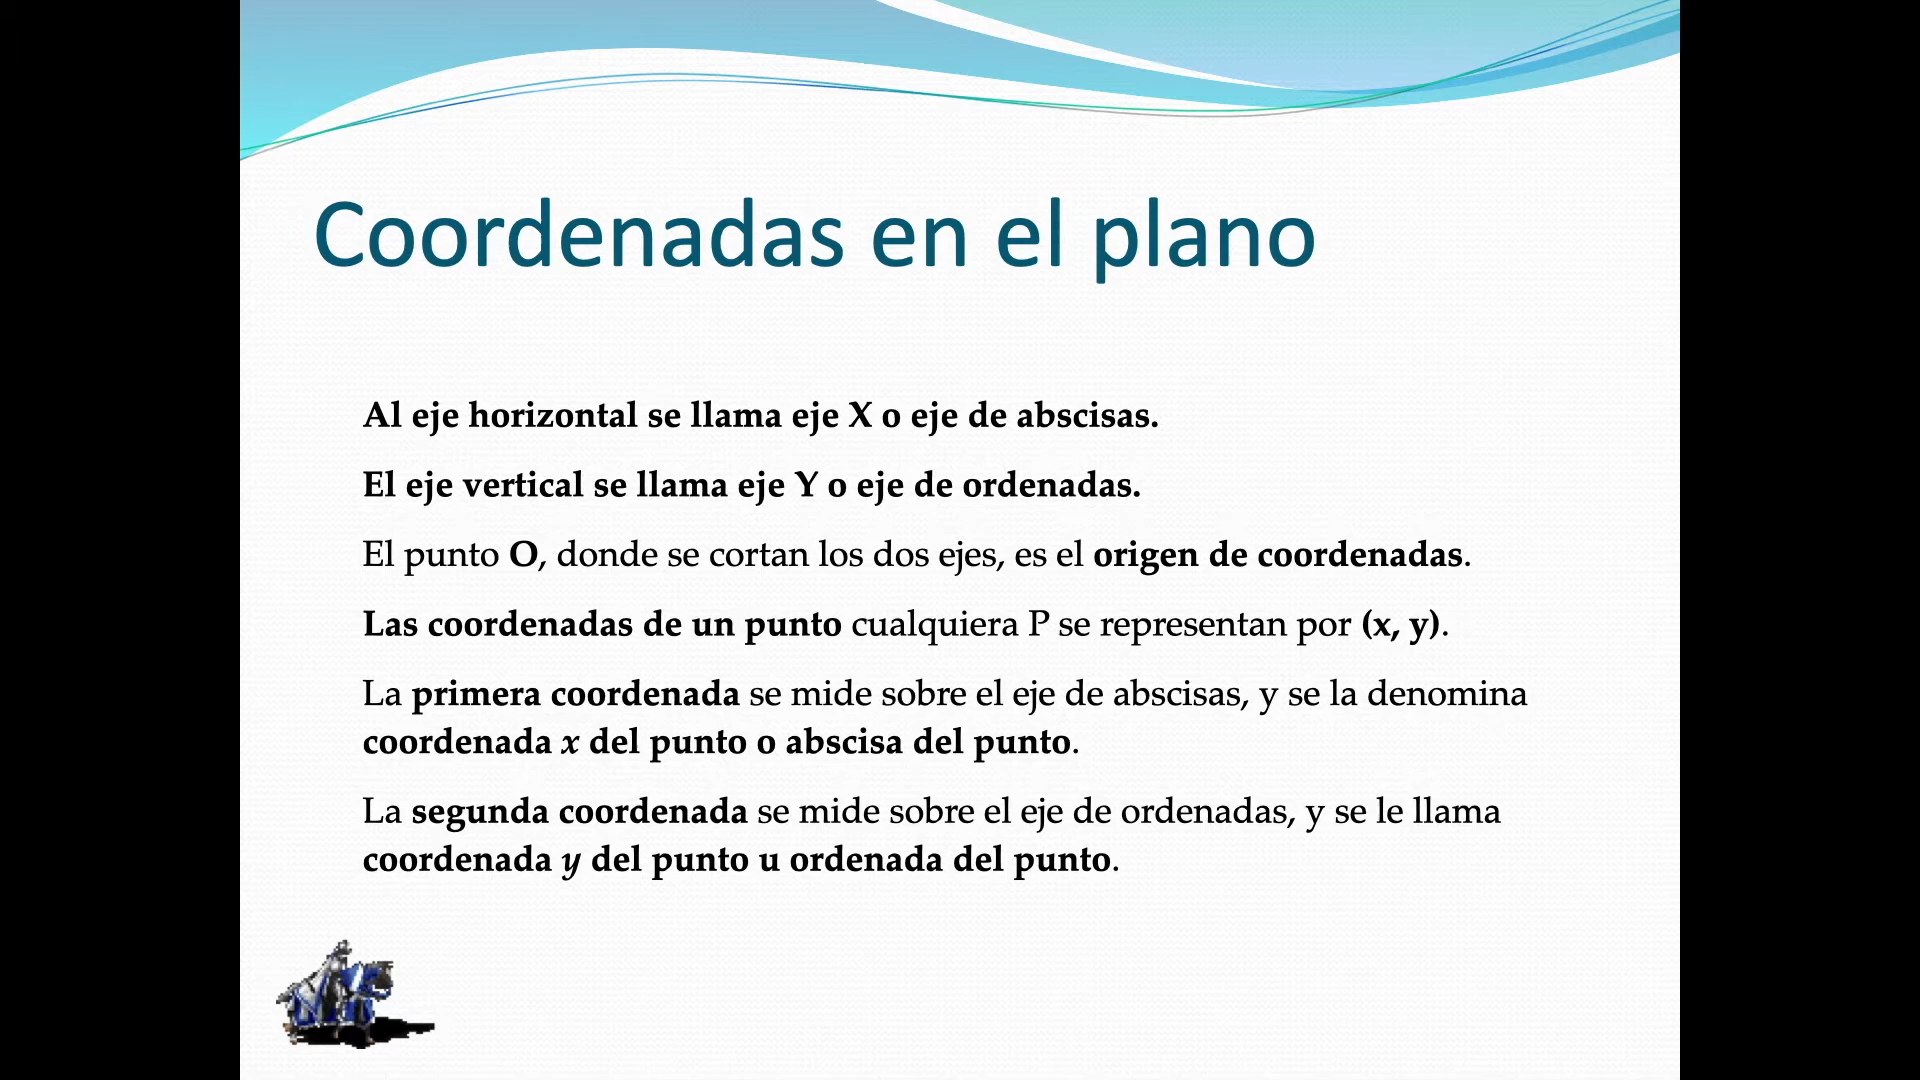 Coordenadas en el plano
Al eje horizontal se llama eje X o eje de abscisas.
El eje vertical se llama eje Y o eje de ordenadas.
El punto O, donde se cortan los dos ejes, es el origen de coordenadas.
Las coordenadas de un punto cualquiera P se representan por (x, y).
La primera coordenada se mide sobre el eje de abscisas, y se la denomina
coordenada x del punto o abscisa del punto.
La segunda coordenada se mide sobre el eje de ordenadas, y se le llama
coordenada y del punto u ordenada del punto.